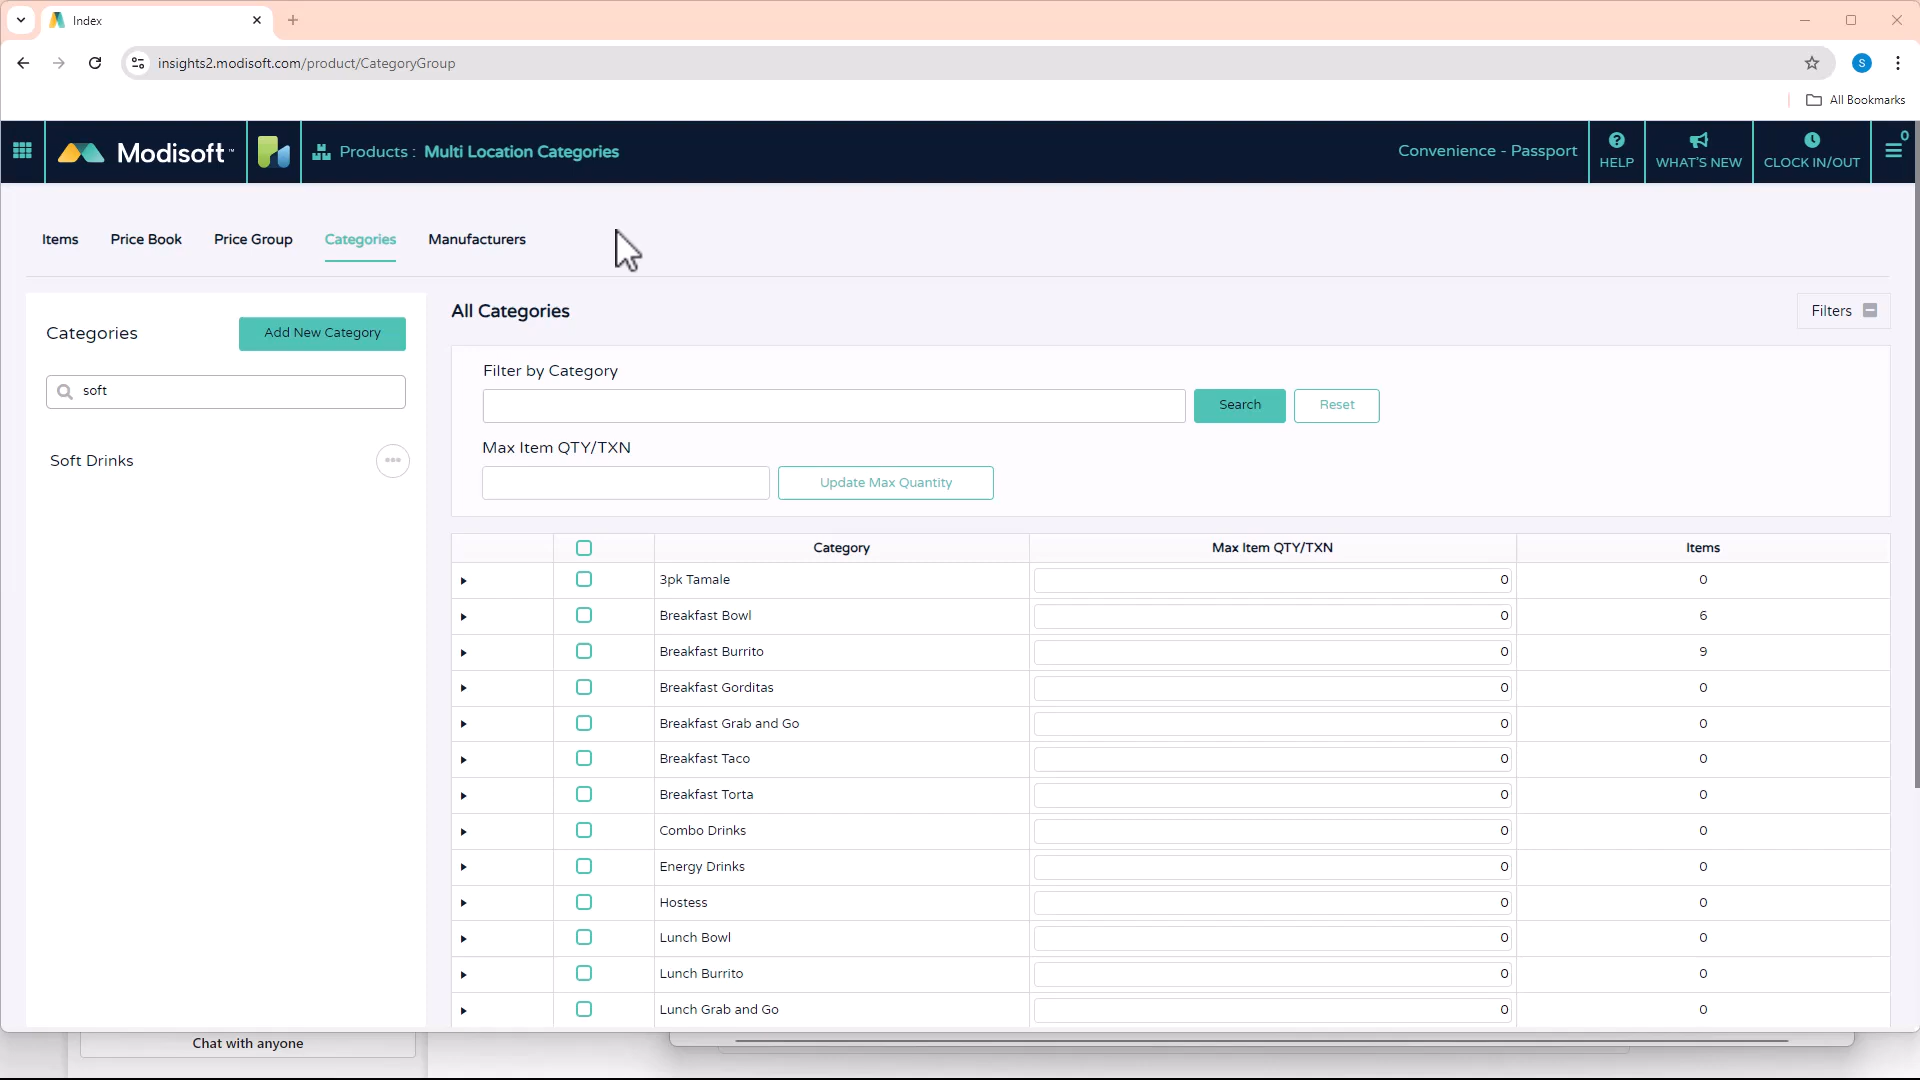 Index
insights2.modisoft.com/product/CategoryGroup
S
All Bookmarks
Modisoft™
Products : Multi Location Categories
Convenience - Passport
HELP
WHAT'S NEW
CLOCK IN/OUT
0
Items
Price Book
Price Group
Categories
Manufacturers
Categories
Add New Category
soft
Soft Drinks
All Categories
Filters
Filter by Category
Search
Reset
Max Item QTY/TXN
Update Max Quantity
Category Max Item QTY/TXN Items
3pk Tamale 0 0
Breakfast Bowl 0 6
Breakfast Burrito 0 9
Breakfast Gorditas 0 0
Breakfast Grab and Go 0 0
Breakfast Taco 0 0
Breakfast Torta 0 0
Combo Drinks 0 0
Energy Drinks 0 0
Hostess 0 0
Lunch Bowl 0 0
Lunch Burrito 0 0
Lunch Grab and Go 0 0
Chat with anyone